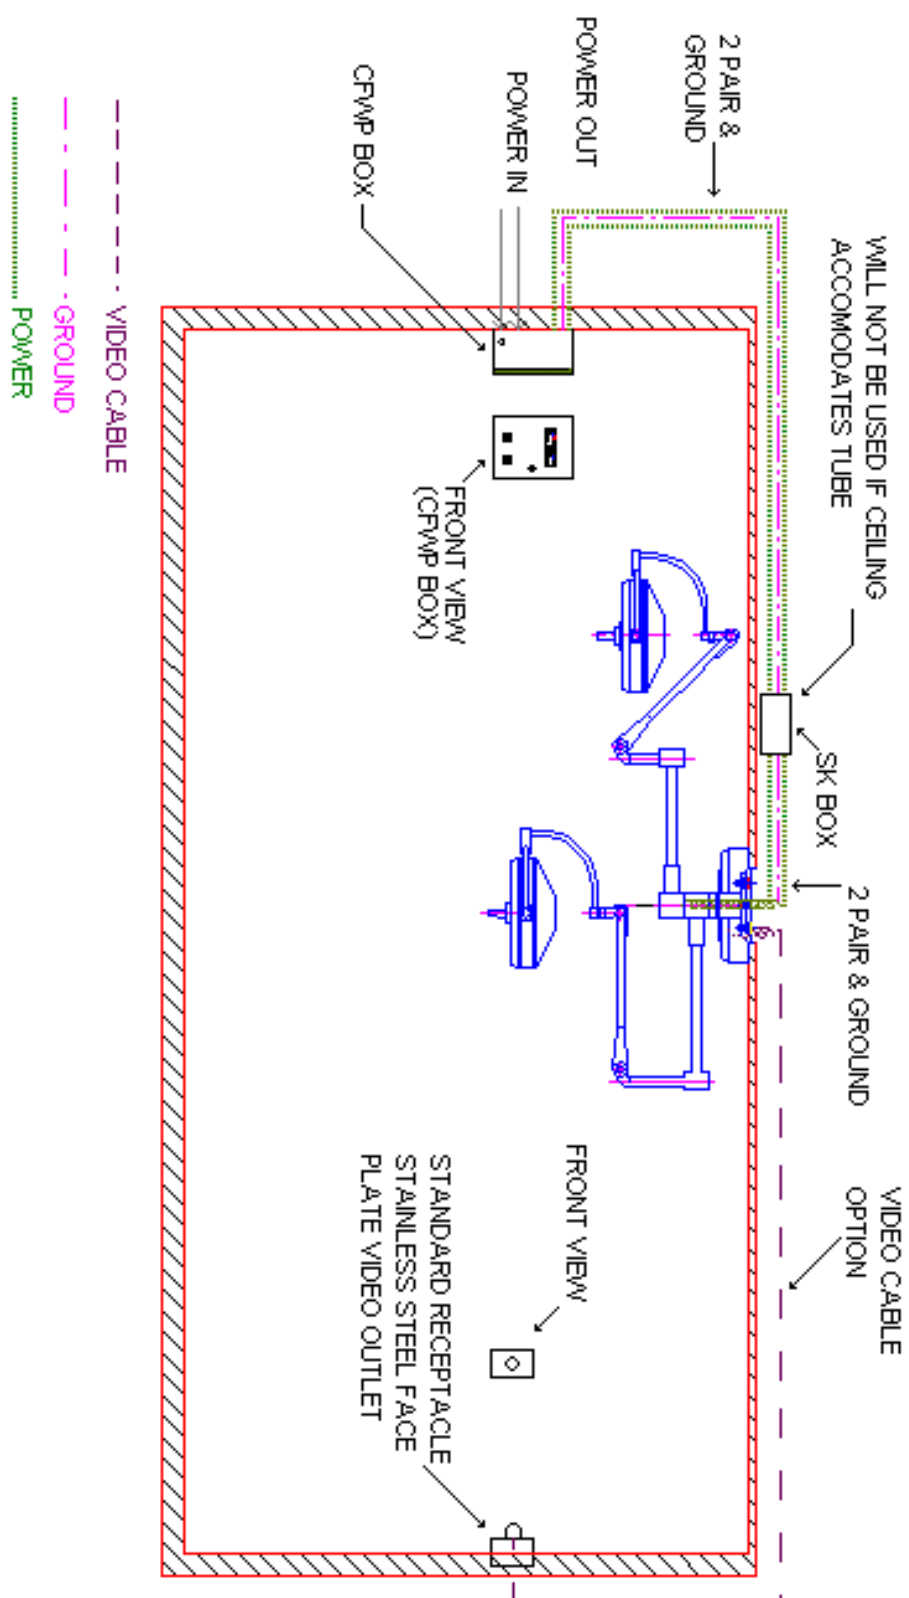 WILL NOT BE USED IF CEILING
ACCOMODATES TUBE
2 PAIR &
GROUND
POWER OUT
POWER IN
CFWP BOX
SK BOX
2 PAIR & GROUND
VIDEO CABLE
OPTION
FRONT VIEW
(CFWP BOX)
FRONT VIEW
STANDARD RECEPTACLE
STAINLESS STEEL FACE
PLATE VIDEO OUTLET
VIDEO CABLE
GROUND
POWER